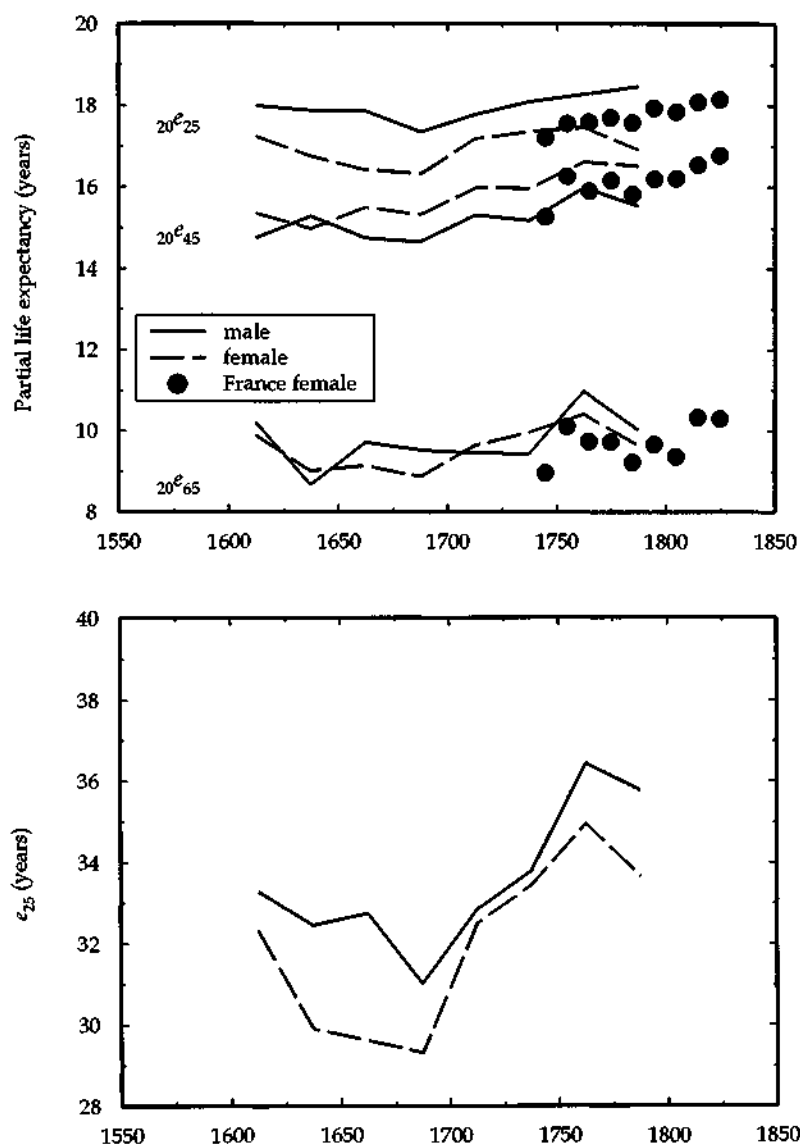 20
18
16
14
12
10
8
Partial life expectancy (years)
20e25
20e45
20e65
male
female
France female
1550 1600 1650 1700 1750 1800 1850
40
38
36
34
32
30
28
e25 (years)
1550 1600 1650 1700 1750 1800 1850